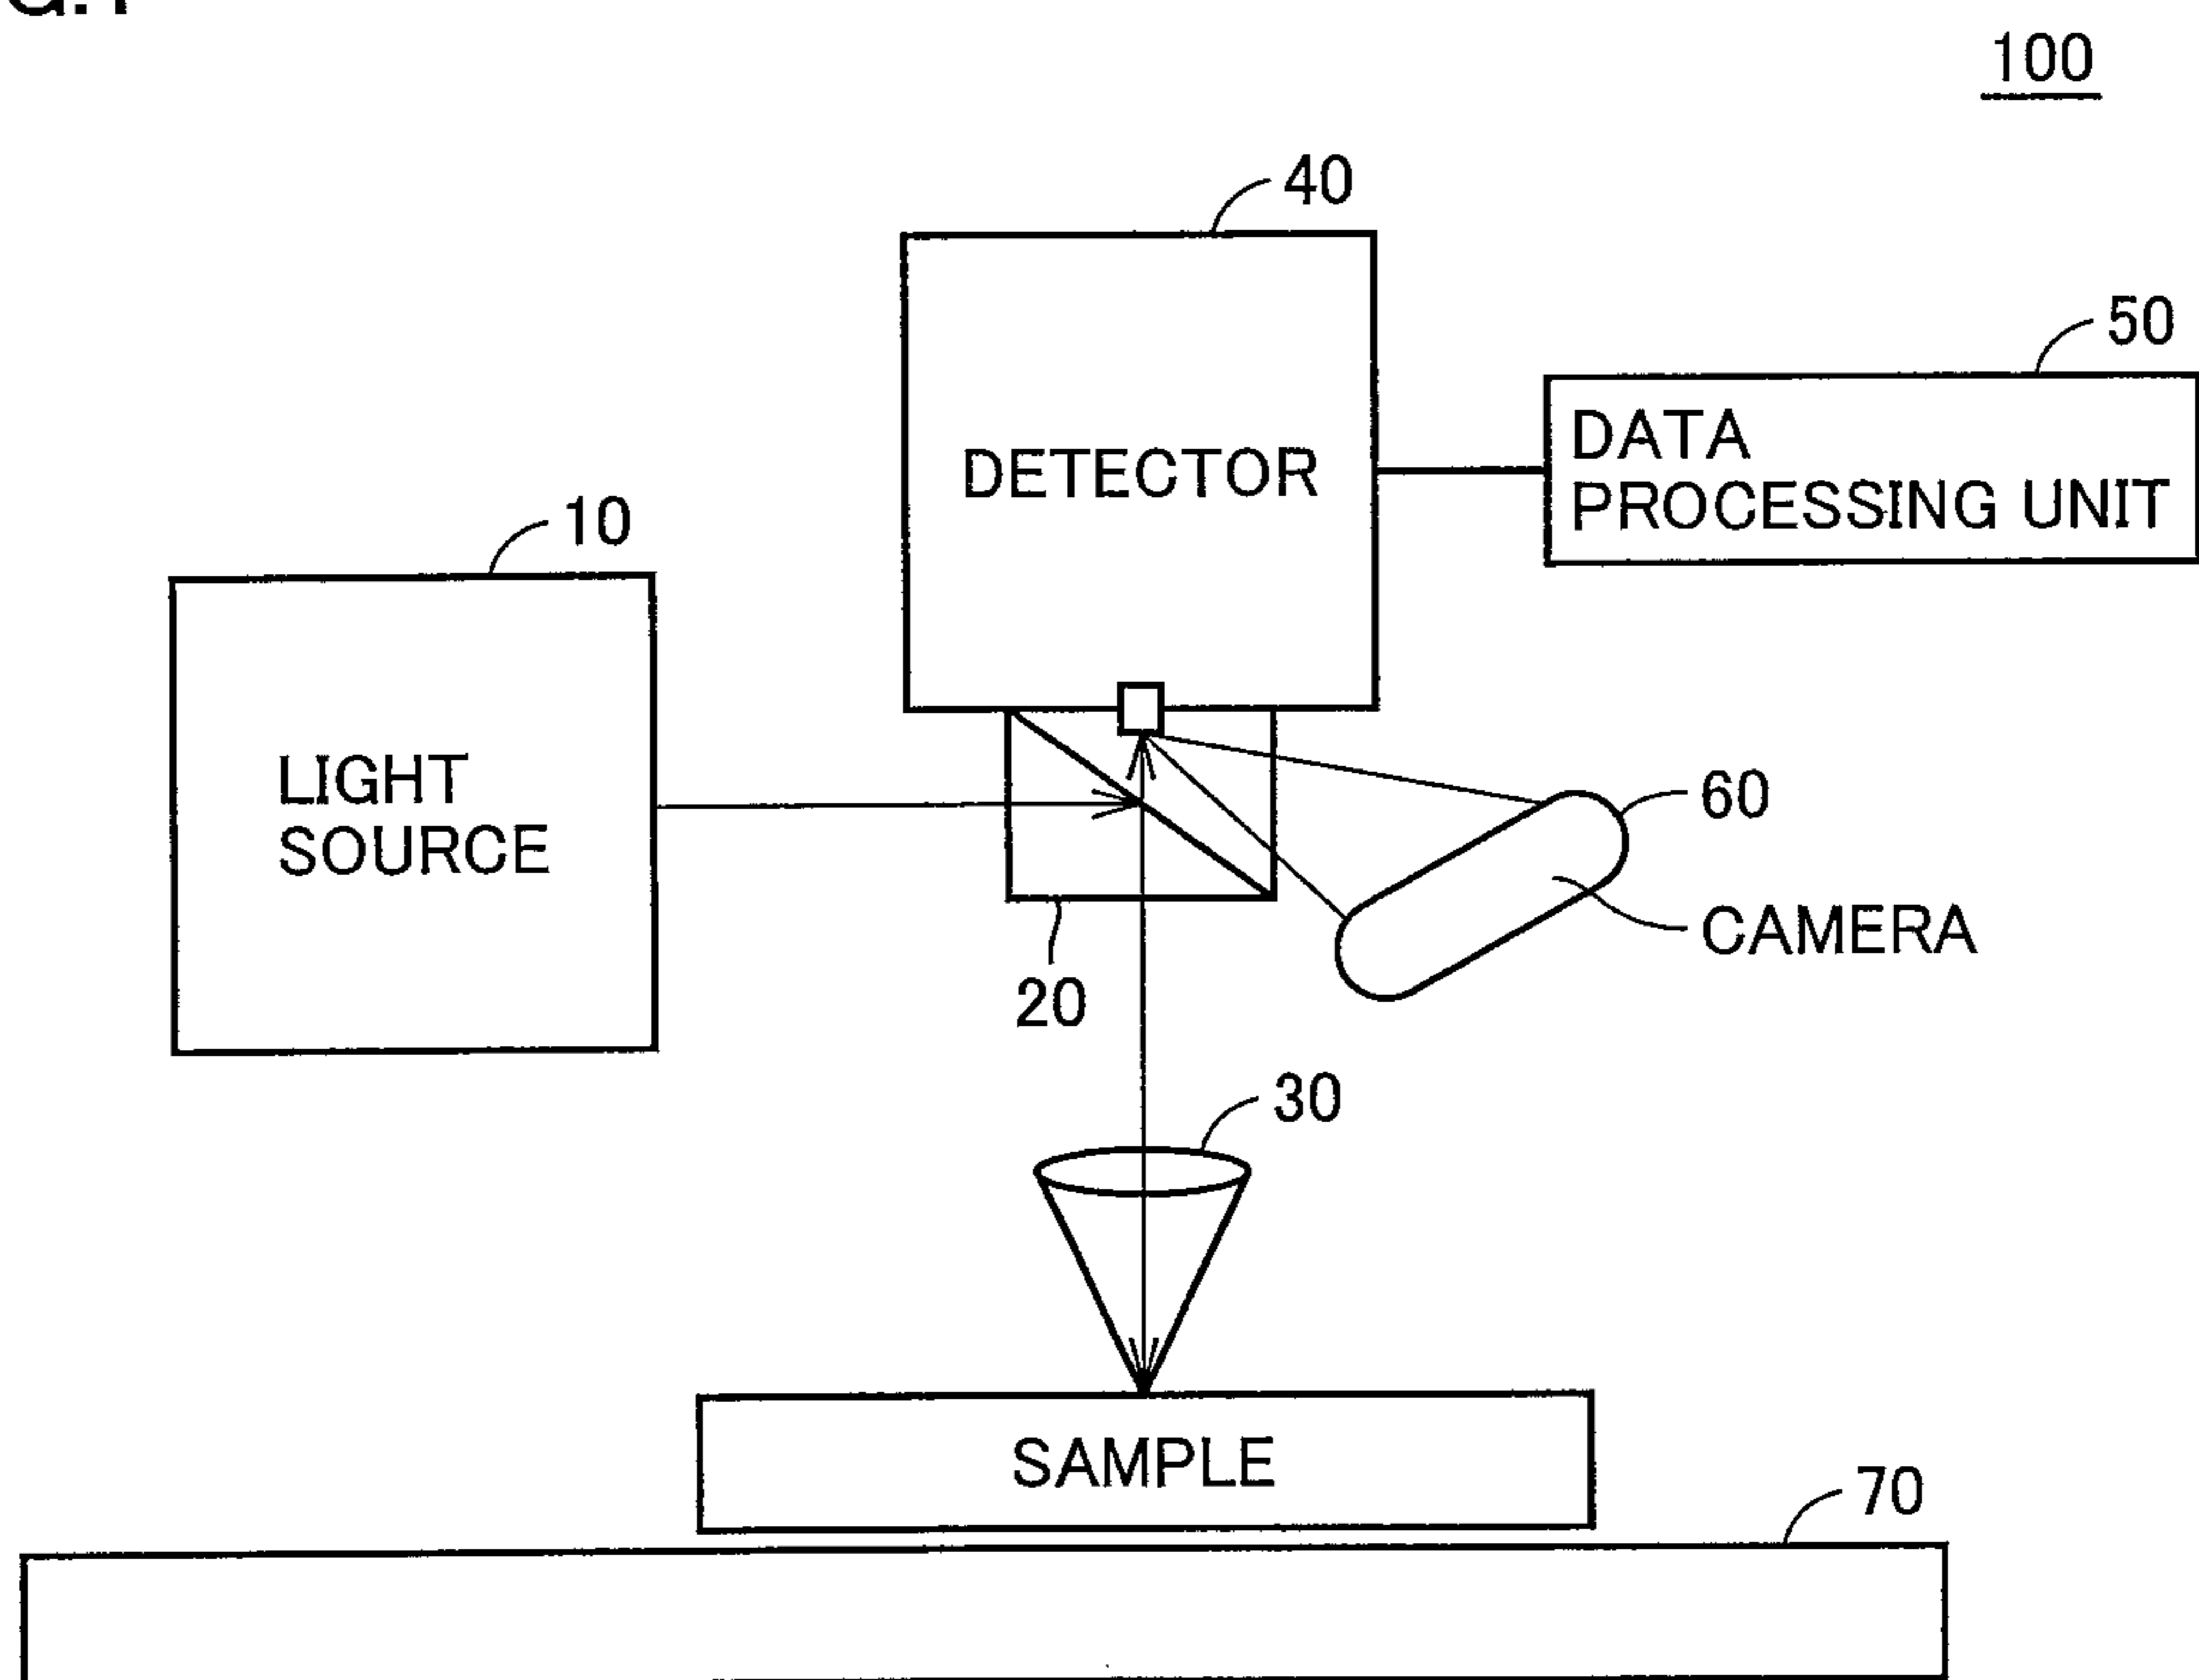 100
40
50
DETECTOR
DATA
PROCESSING UNIT
10
LIGHT
SOURCE
60
CAMERA
20
30
SAMPLE
70